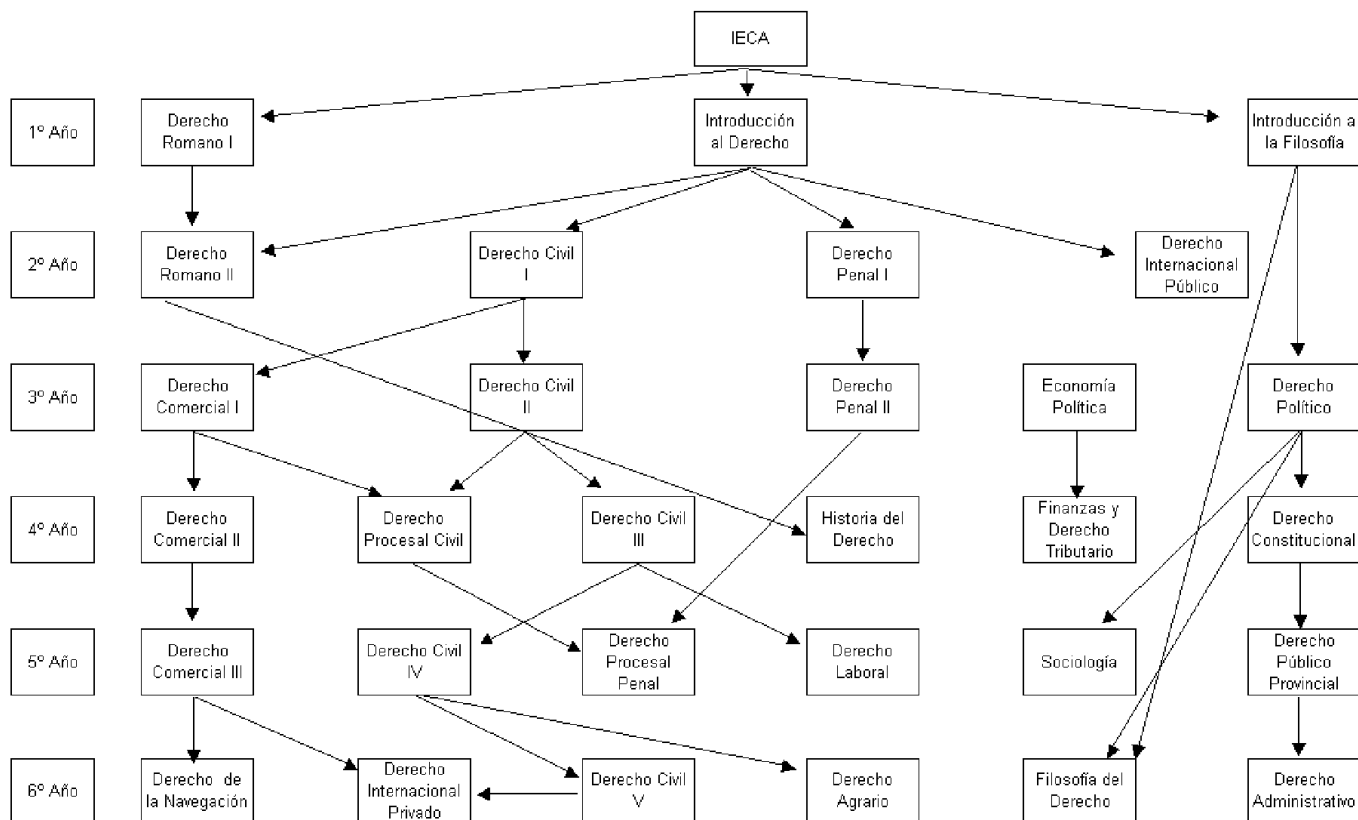 IECA
1º Año
Derecho
Romano I
Introducción
al Derecho
Introducción a
la Filosofía
2º Año
Derecho
Romano II
Derecho Civil
I
Derecho
Penal I
Derecho
Internacional
Público
3º Año
Derecho
Comercial I
Derecho Civil
II
Derecho
Penal II
Economía
Política
Derecho
Político
4º Año
Derecho
Comercial II
Derecho
Procesal Civil
Derecho Civil
III
Historia del
Derecho
Finanzas y
Derecho
Tributario
Derecho
Constitucional
5º Año
Derecho
Comercial III
Derecho Civil
IV
Derecho
Procesal
Penal
Derecho
Laboral
Sociología
Derecho
Público
Provincial
6º Año
Derecho de
la Navegación
Derecho
Internacional
Privado
Derecho Civil
V
Derecho
Agrario
Filosofía del
Derecho
Derecho
Administrativo